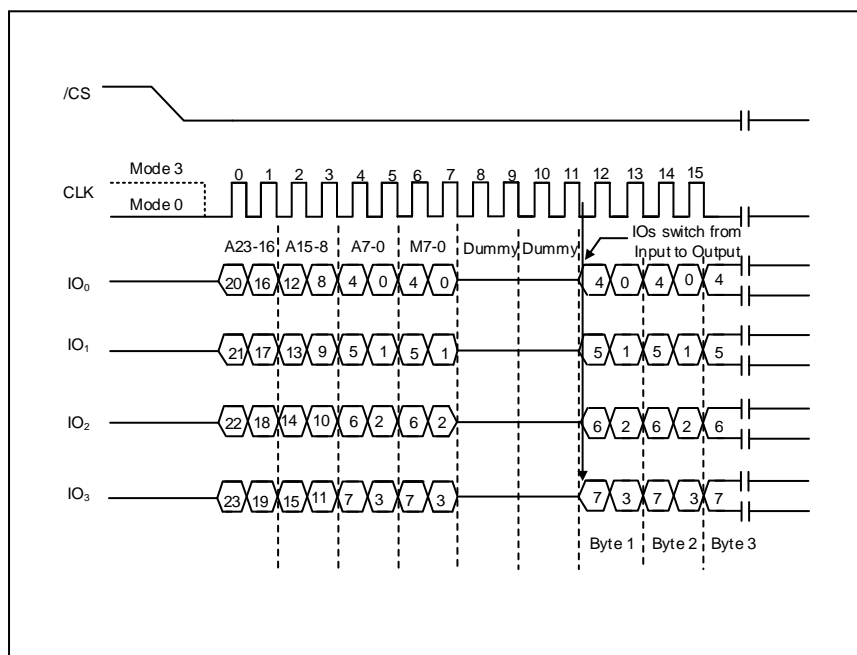 /CS
Mode 3
CLK
Mode 0
0 1 2 3 4 5 6 7 8 9 10 11 12 13 14 15
IOs switch from
Input to Output
A23-16 A15-8 A7-0 M7-0 Dummy Dummy
IO₀ 20 16 12 8 4 0 4 0 4 0 4 0 4
IO₁ 21 17 13 9 5 1 5 1 5 1 5 1 5
IO₂ 22 18 14 10 6 2 6 2 6 2 6 2 6
IO₃ 23 19 15 11 7 3 7 3 7 3 7 3 7
Byte 1 Byte 2 Byte 3